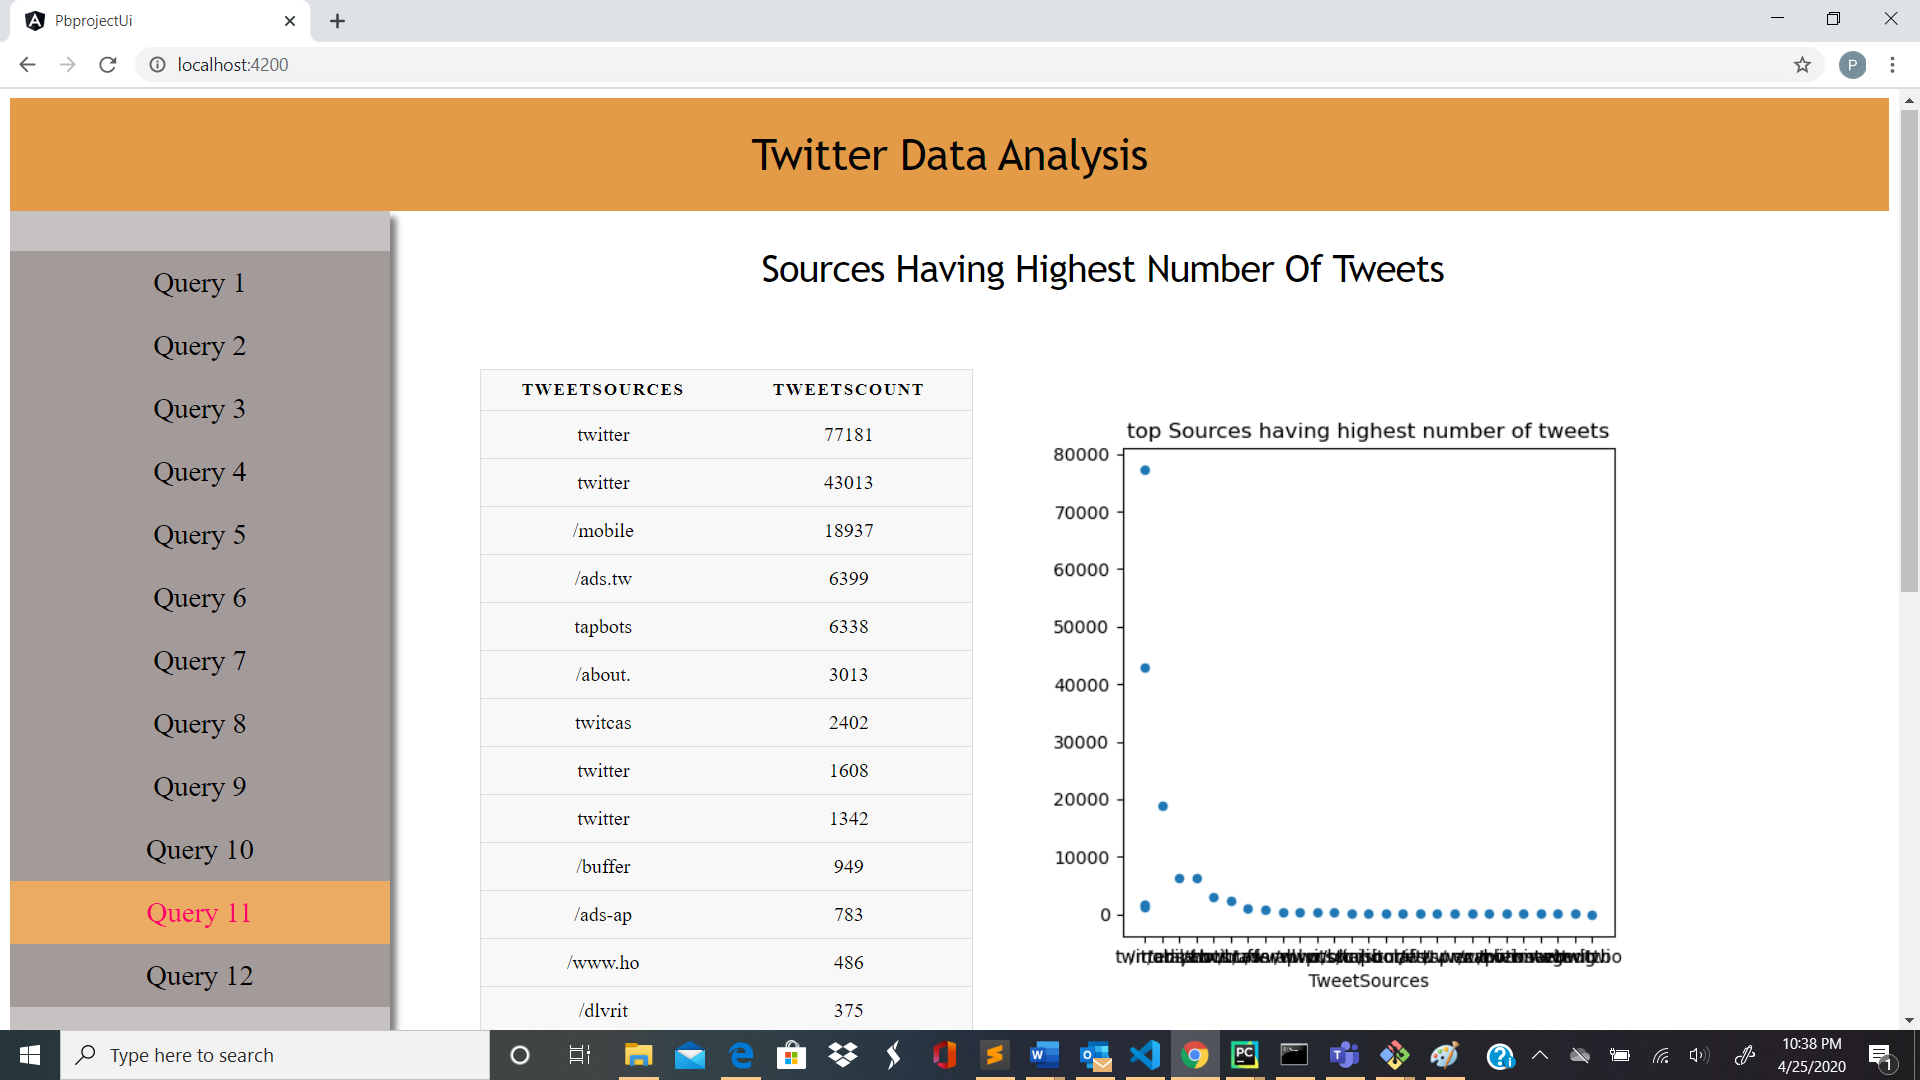 PbprojectUi
localhost:4200
P
Twitter Data Analysis
Query 1
Query 2
Query 3
Query 4
Query 5
Query 6
Query 7
Query 8
Query 9
Query 10
Query 11
Query 12
Sources Having Highest Number Of Tweets
TWEETSOURCES TWEETSCOUNT
twitter 77181
twitter 43013
/mobile 18937
/ads.tw 6399
tapbots 6338
/about. 3013
twitcas 2402
twitter 1608
twitter 1342
/buffer 949
/ads-ap 783
/www.ho 486
/dlvrit 375
top Sources having highest number of tweets
80000
70000
60000
50000
40000
30000
20000
10000
0
TweetSources
Type here to search
10:38 PM
4/25/2020
1